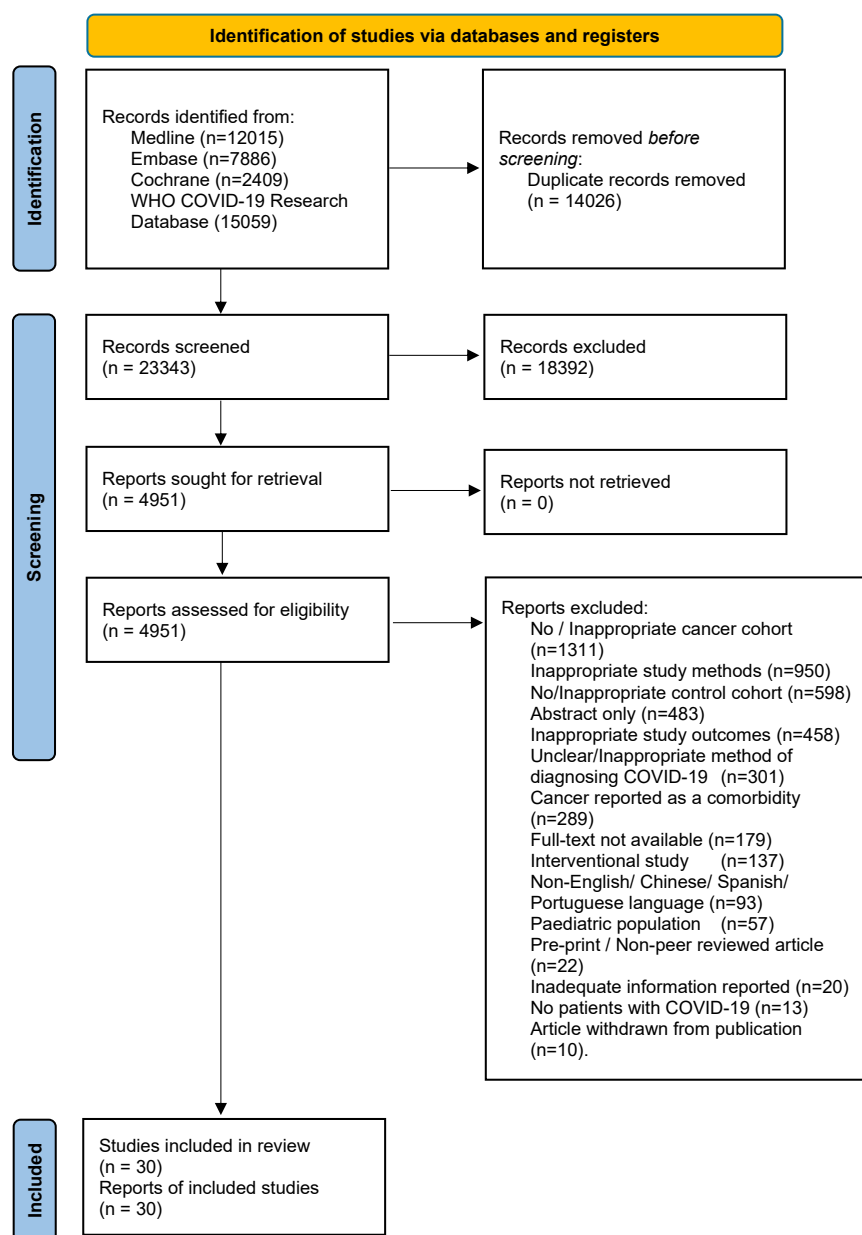 Identification of studies via databases and registers
Identification
Records identified from:
Medline (n=12015)
Embase (n=7886)
Cochrane (n=2409)
WHO COVID-19 Research
Database (15059)
Records removed before
screening:
Duplicate records removed
(n = 14026)
Screening
Records screened
(n = 23343)
Records excluded
(n = 18392)
Reports sought for retrieval
(n = 4951)
Reports not retrieved
(n = 0)
Reports assessed for eligibility
(n = 4951)
Reports excluded:
No / Inappropriate cancer cohort
(n=1311)
Inappropriate study methods (n=950)
No/Inappropriate control cohort (n=598)
Abstract only (n=483)
Inappropriate study outcomes (n=458)
Unclear/Inappropriate method of
diagnosing COVID-19 (n=301)
Cancer reported as a comorbidity
(n=289)
Full-text not available (n=179)
Interventional study (n=137)
Non-English/ Chinese/ Spanish/
Portuguese language (n=93)
Paediatric population (n=57)
Pre-print / Non-peer reviewed article
(n=22)
Inadequate information reported (n=20)
No patients with COVID-19 (n=13)
Article withdrawn from publication
(n=10).
Included
Studies included in review
(n = 30)
Reports of included studies
(n = 30)